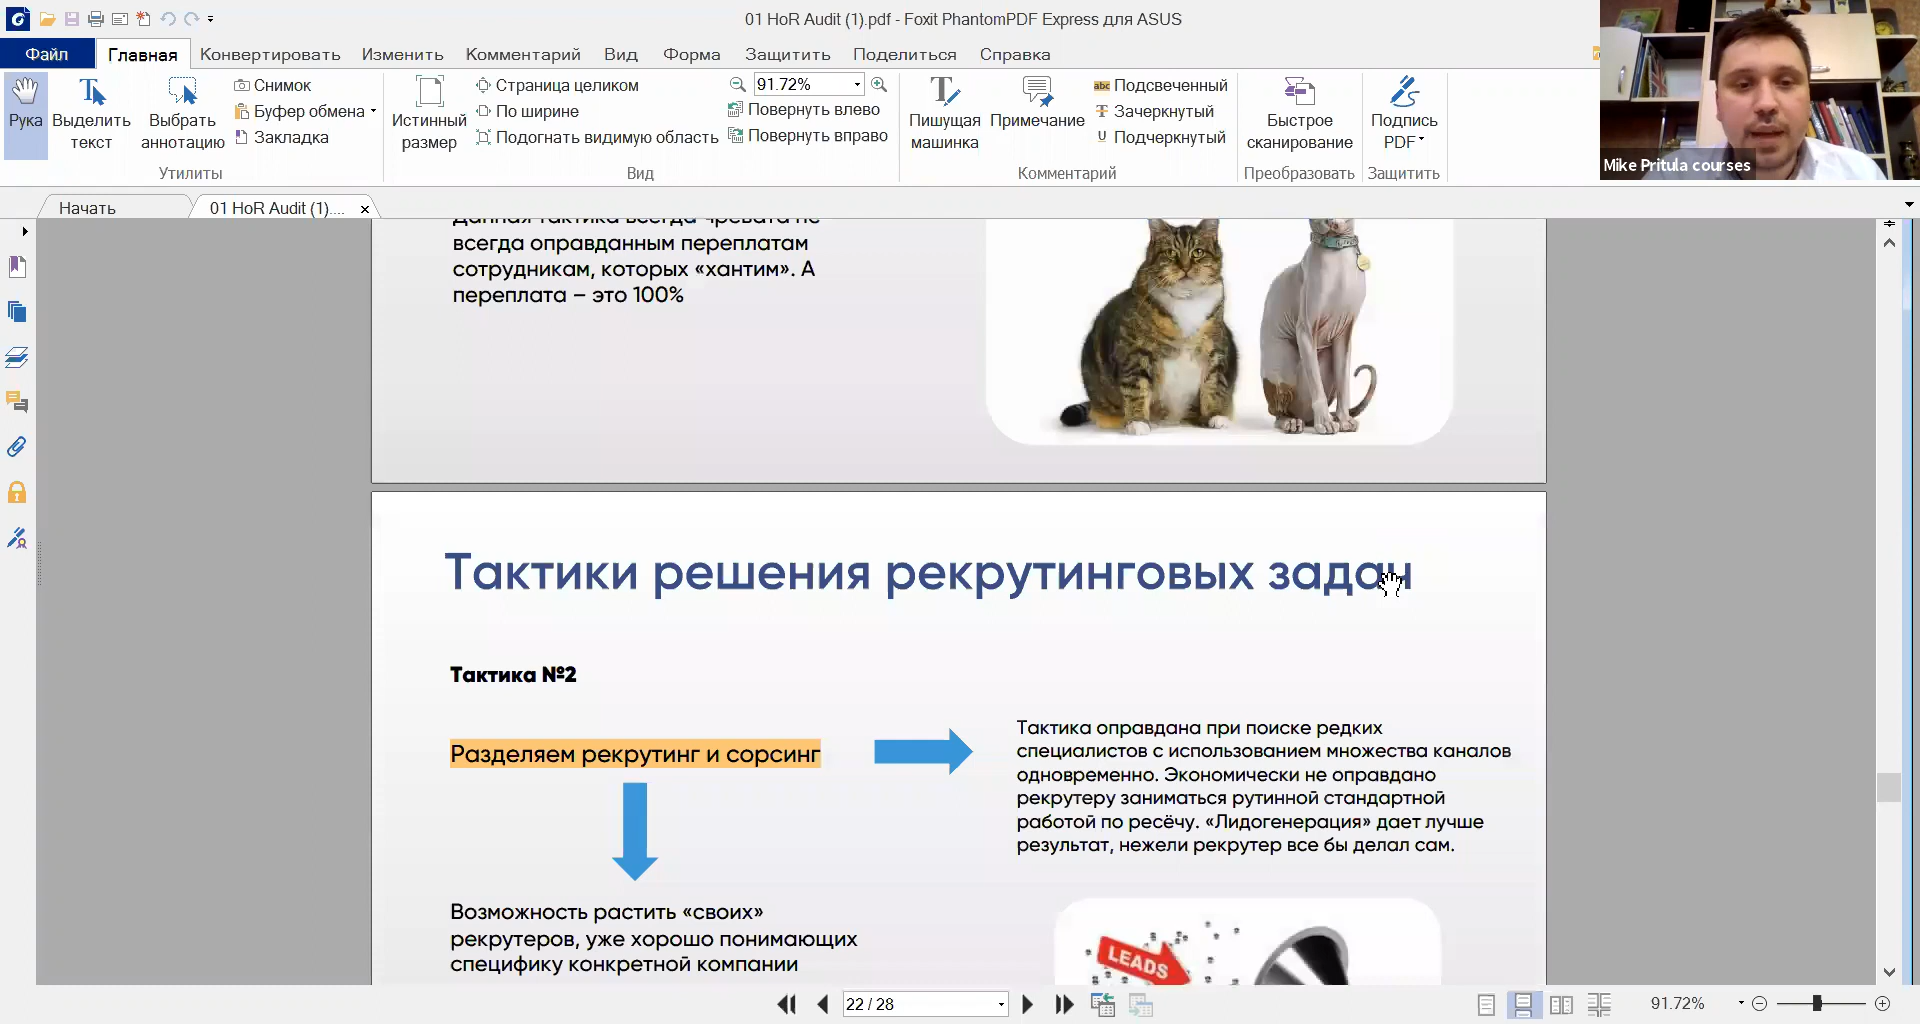 01 HoR Audit (1).pdf - Foxit PhantomPDF Express для ASUS
Файл
Главная
Конвертировать
Изменить
Комментарий
Вид
Форма
Защитить
Поделиться
Справка
Рука
Выделить
текст
Выбрать
аннотацию
Снимок
Буфер обмена
Закладка
Утилиты
Истинный
размер
Страница целиком
По ширине
Подогнать видимую область
91.72%
Повернуть влево
Повернуть вправо
Вид
Пишущая
машинка
Примечание
Подсвеченный
Зачеркнутый
Подчеркнутый
Комментарий
Быстрое
сканирование
Преобразовать
Подпись
PDF
Защитить
Mike Pritula courses
Начать
01 HoR Audit (1)....
Данная тактика всегда чревата не
всегда оправданным переплатам
сотрудникам, которых «хантим». А
переплата – это 100%
Тактики решения рекрутинговых задач
Тактика №2
Разделяем рекрутинг и сорсинг
Тактика оправдана при поиске редких
специалистов с использованием множества каналов
одновременно. Экономически не оправдано
рекрутеру заниматься рутинной стандартной
работой по ресёчу. «Лидогенерация» дает лучше
результат, нежели рекрутер все бы делал сам.
Возможность растить «своих»
рекрутеров, уже хорошо понимающих
специфику конкретной компании
LEADS
22 / 28
91.72%